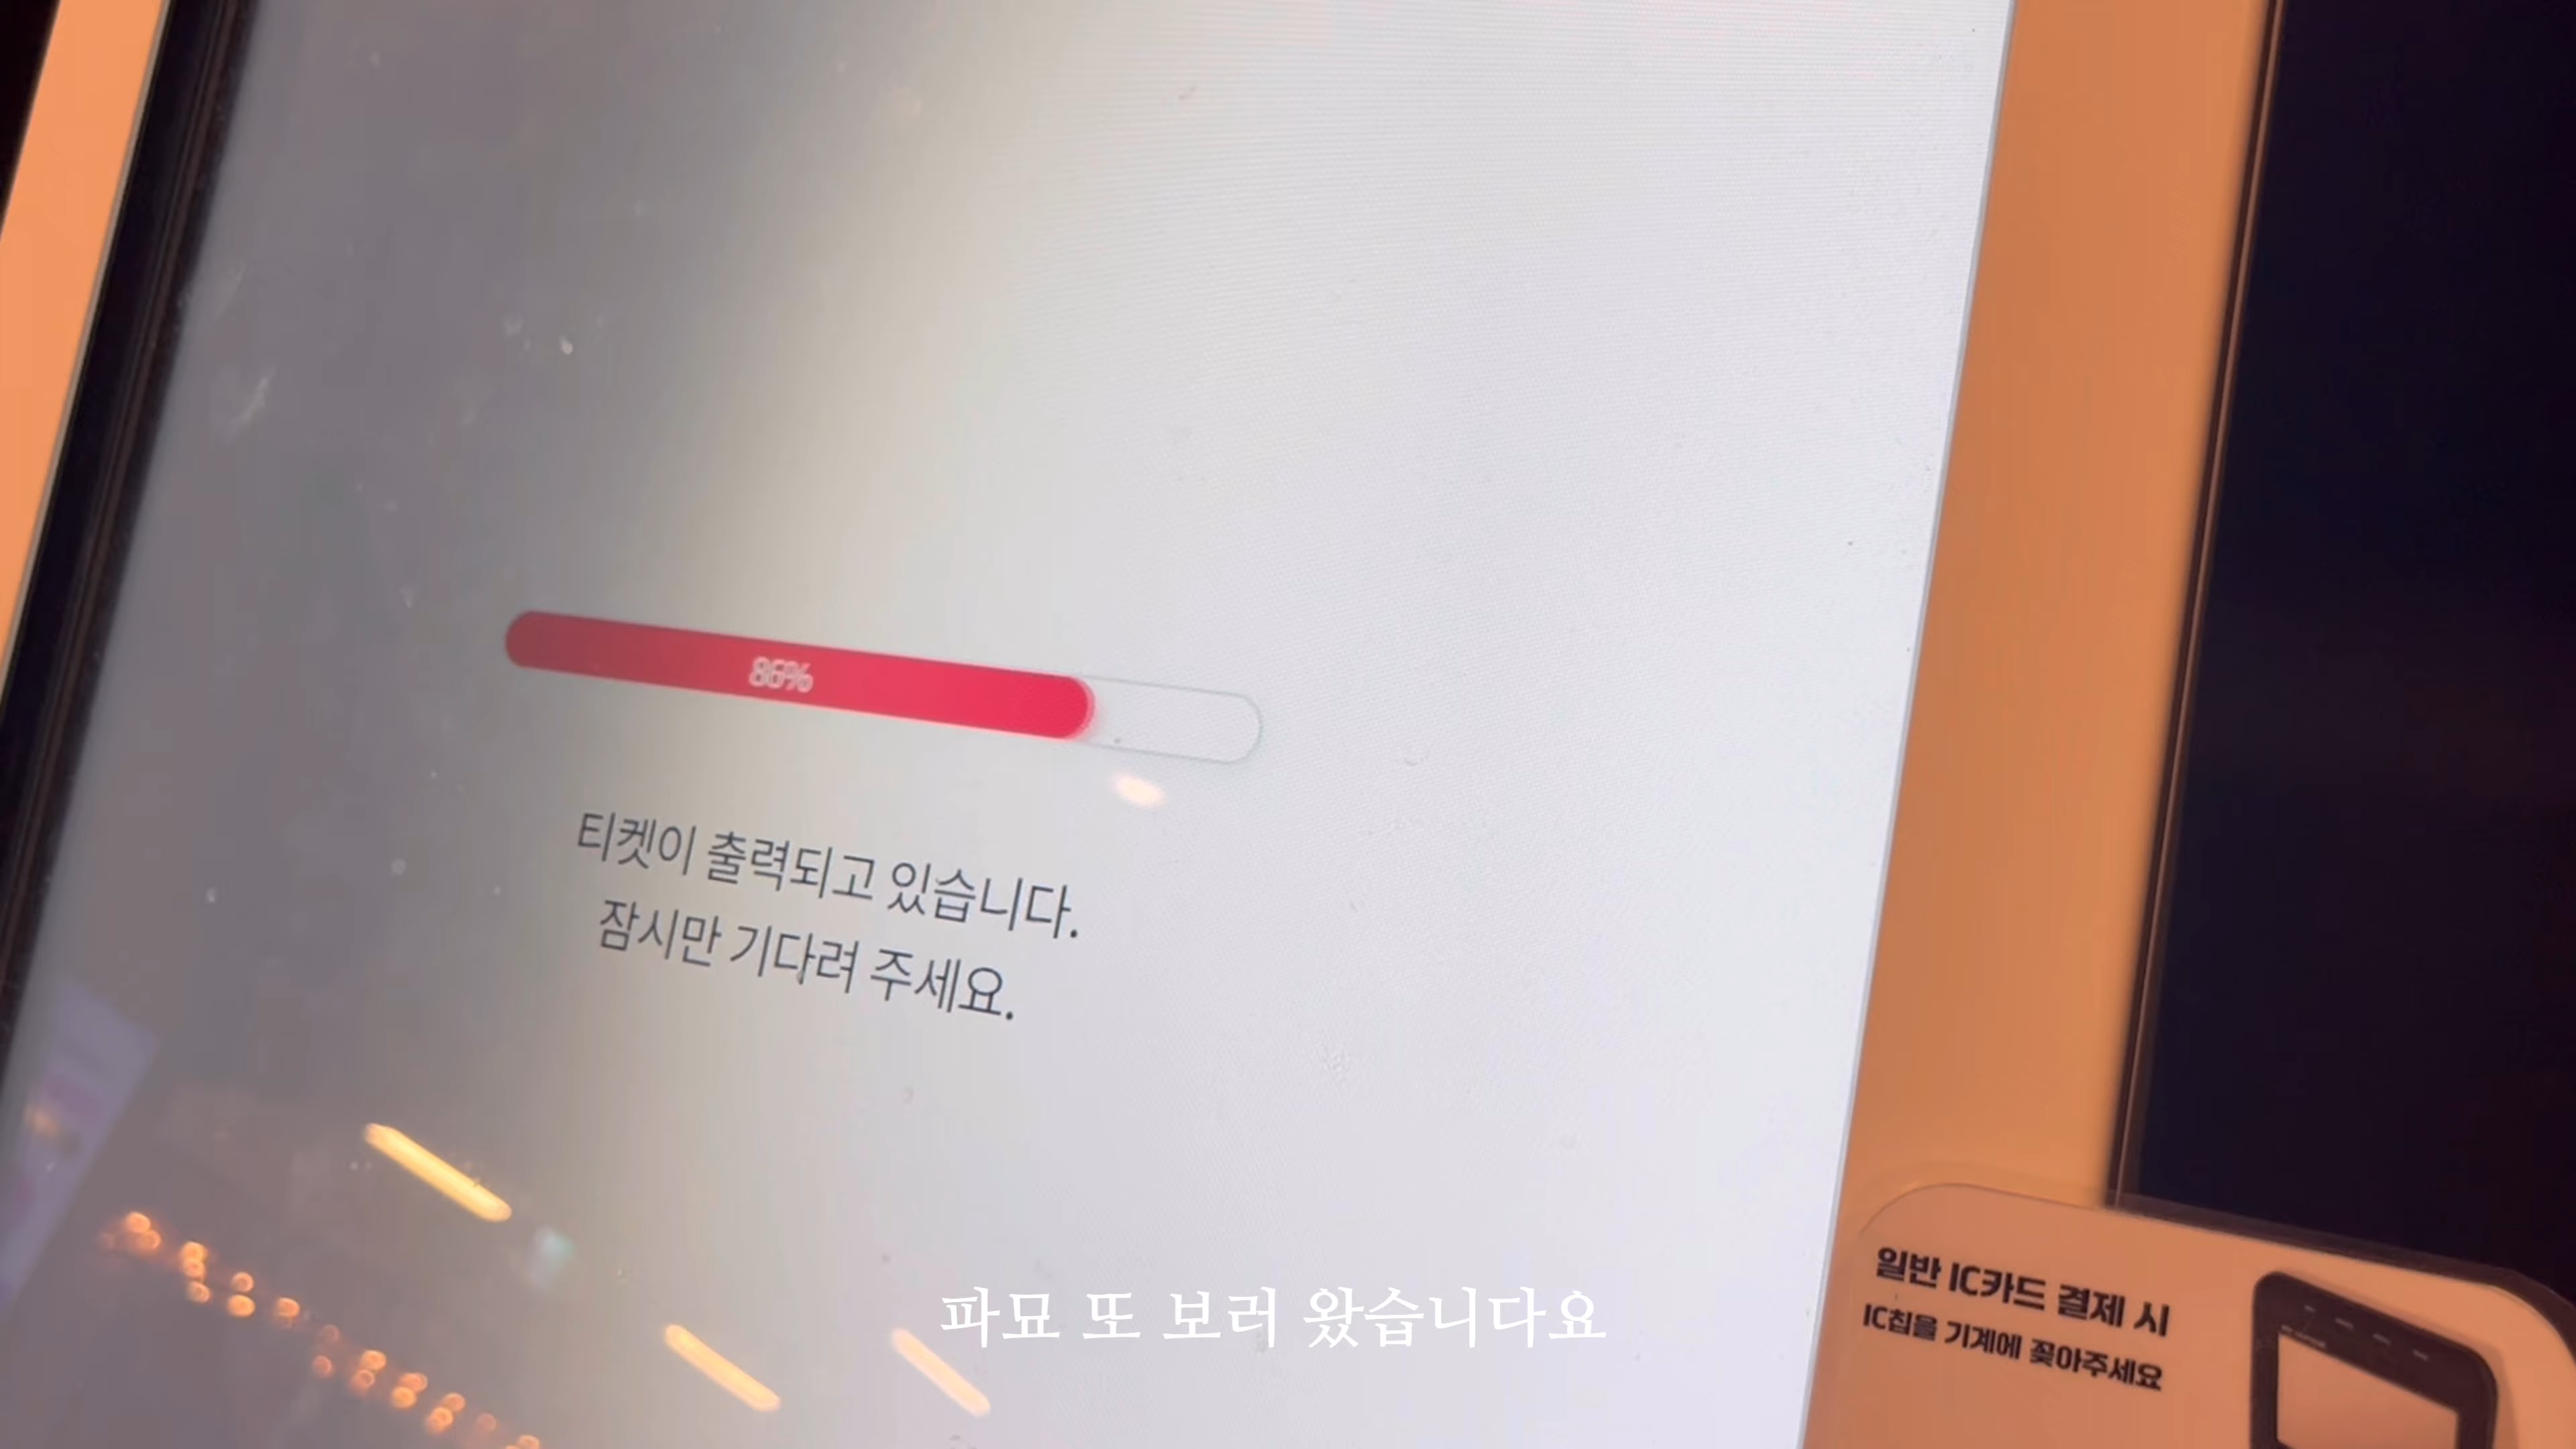 86%
티켓이 출력되고 있습니다.
잠시만 기다려 주세요.
파묘 또 보러 왔습니다요
일반 IC카드 결제 시
IC칩을 기계에 꽂아주세요